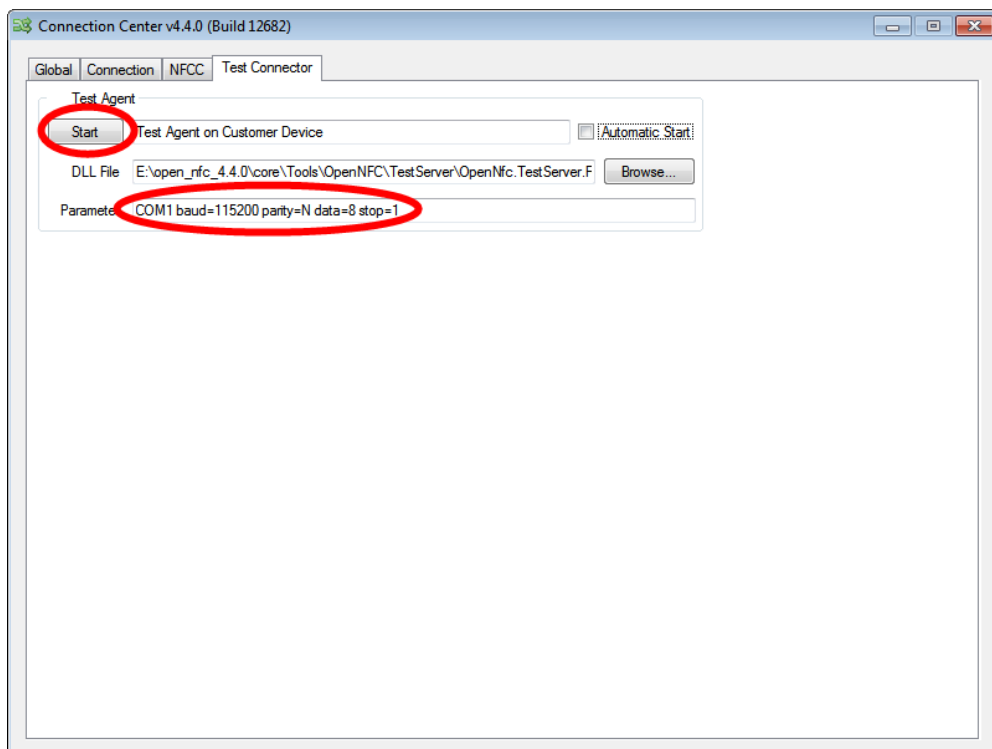 Connection Center v4.4.0 (Build 12682)
Global Connection NFCC Test Connector
Test Agent
Start Test Agent on Customer Device Automatic Start
DLL File E:\open_nfc_4.4.0\core\Tools\OpenNFC\TestServer\OpenNfc.TestServer.F Browse...
Paramete COM1 baud=115200 parity=N data=8 stop=1